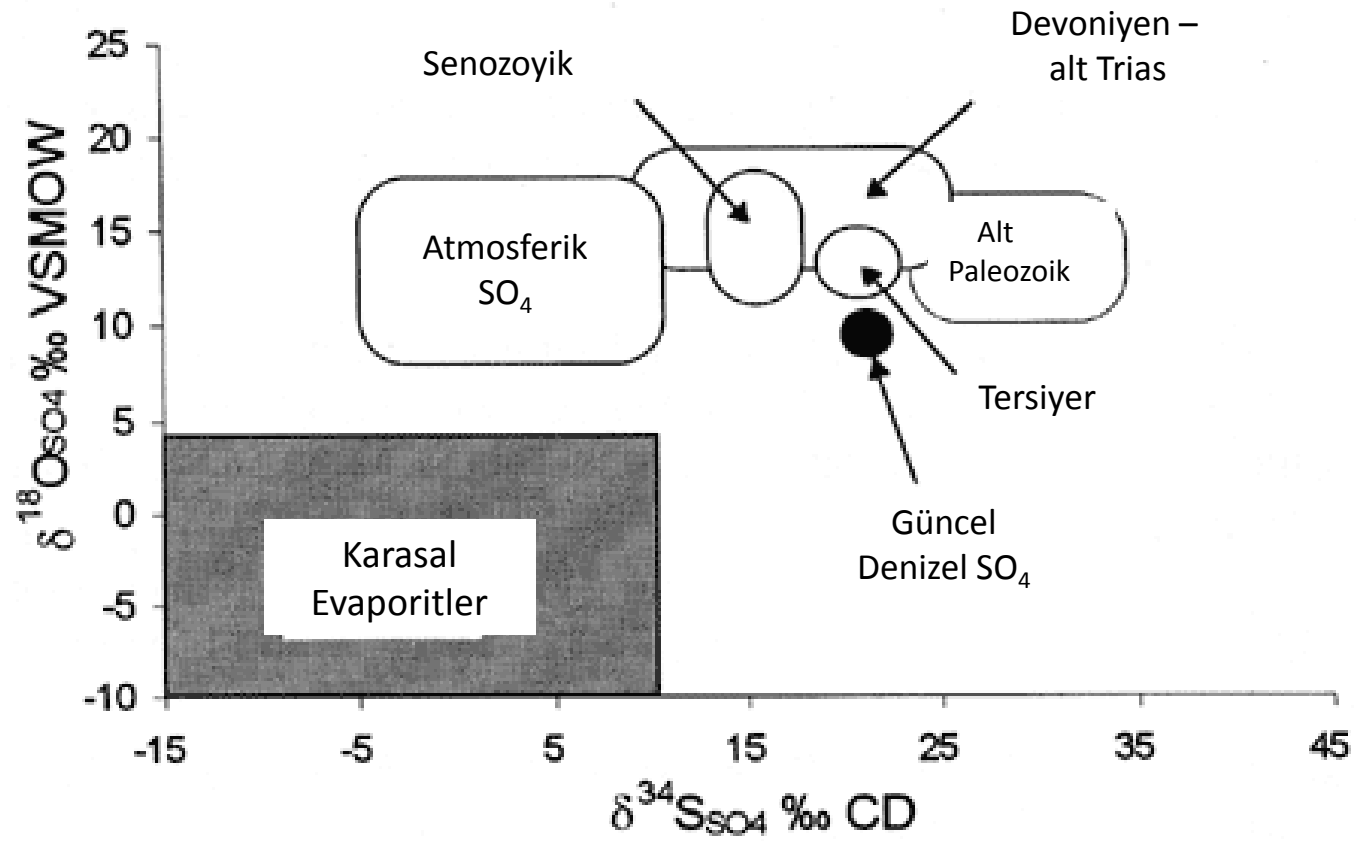 Devoniyen –
alt Trias
Senozoyik
25
20
15
10
5
0
-5
-10
δ¹⁸OSO4 ‰ VSMOW
Atmosferik
SO₄
Alt
Paleozoik
Tersiyer
Güncel
Denizel SO₄
Karasal
Evaporitler
-15
-5
5
15
25
35
45
δ³⁴SSO4 ‰ CD